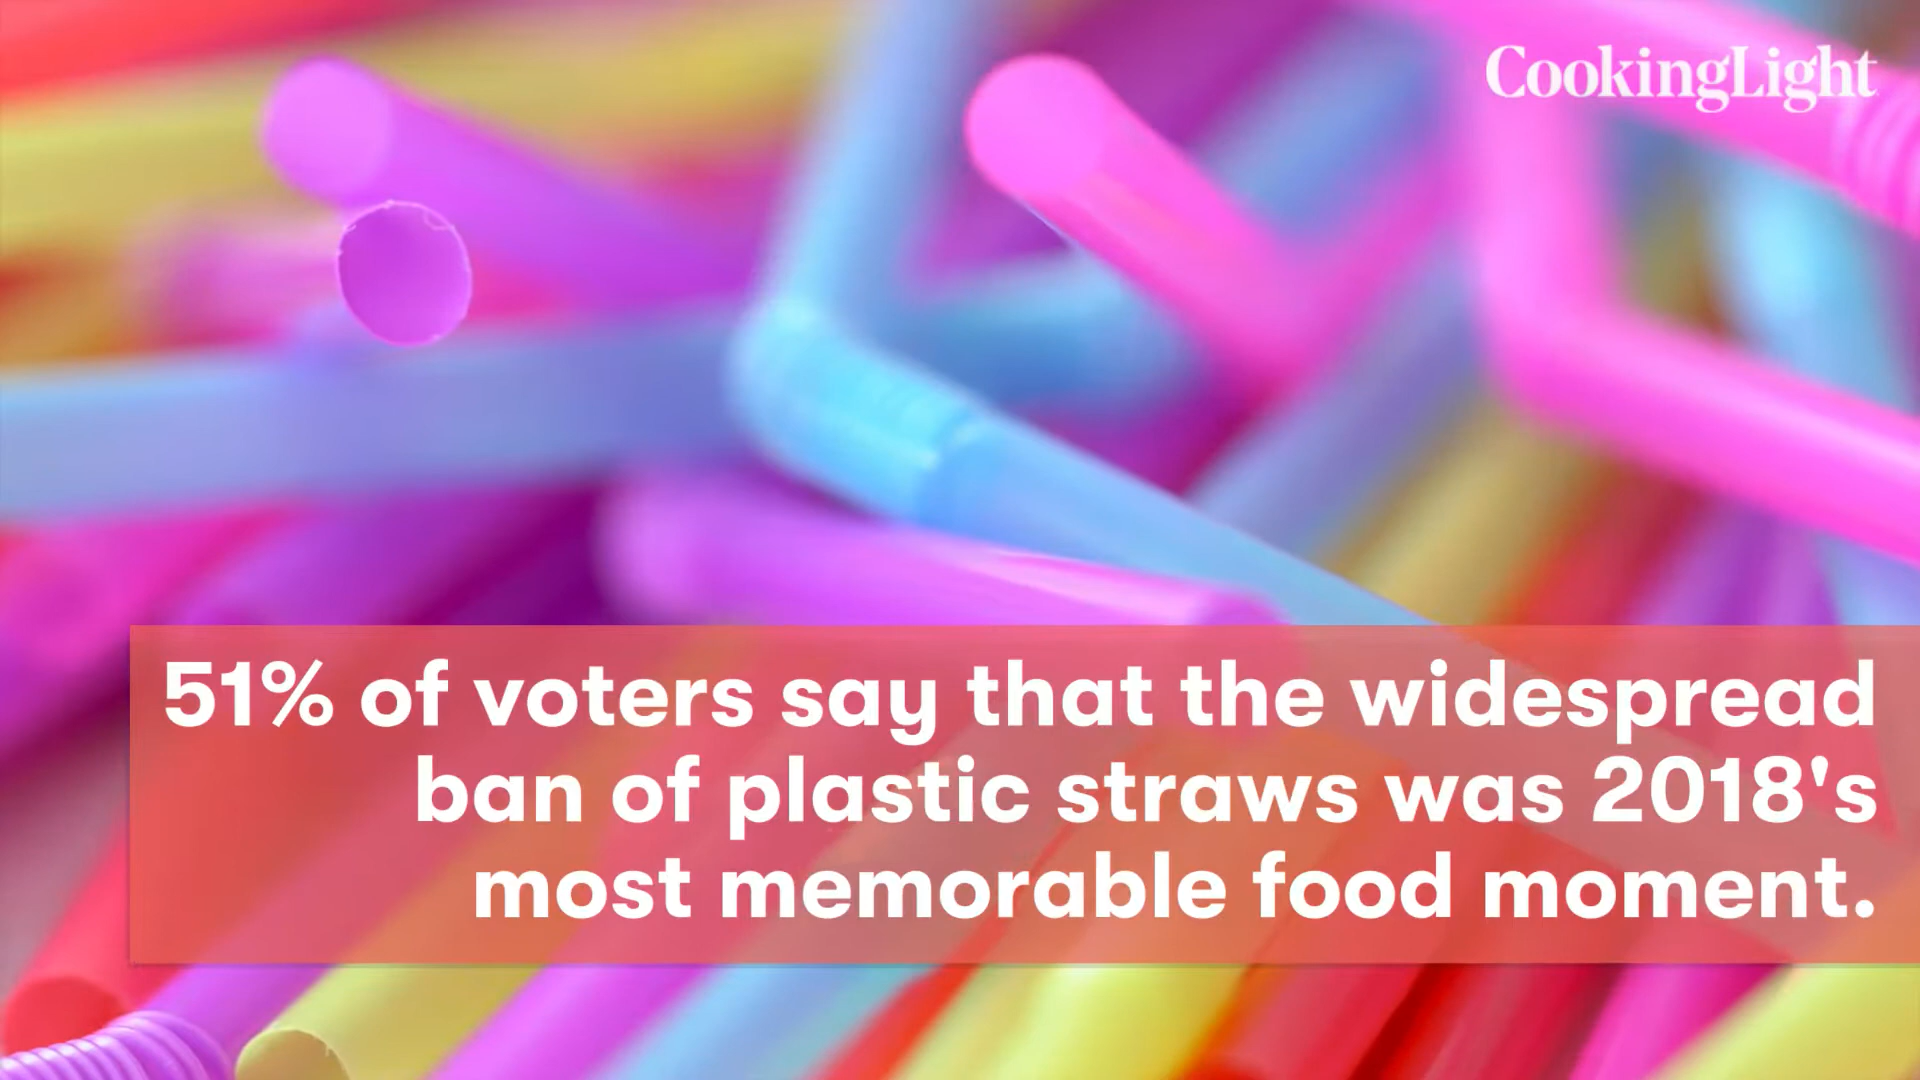 CookingLight
51% of voters say that the widespread
ban of plastic straws was 2018's
most memorable food moment.